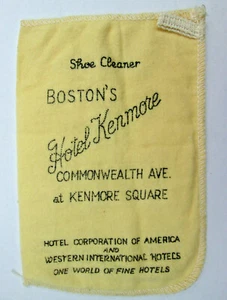 Shoe Cleaner
BOSTON'S
Hotel Kenmore
COMMONWEALTH AVE.
at KENMORE SQUARE
HOTEL CORPORATION OF AMERICA
AND
WESTERN INTERNATIONAL HOTELS
ONE WORLD OF FINE HOTELS